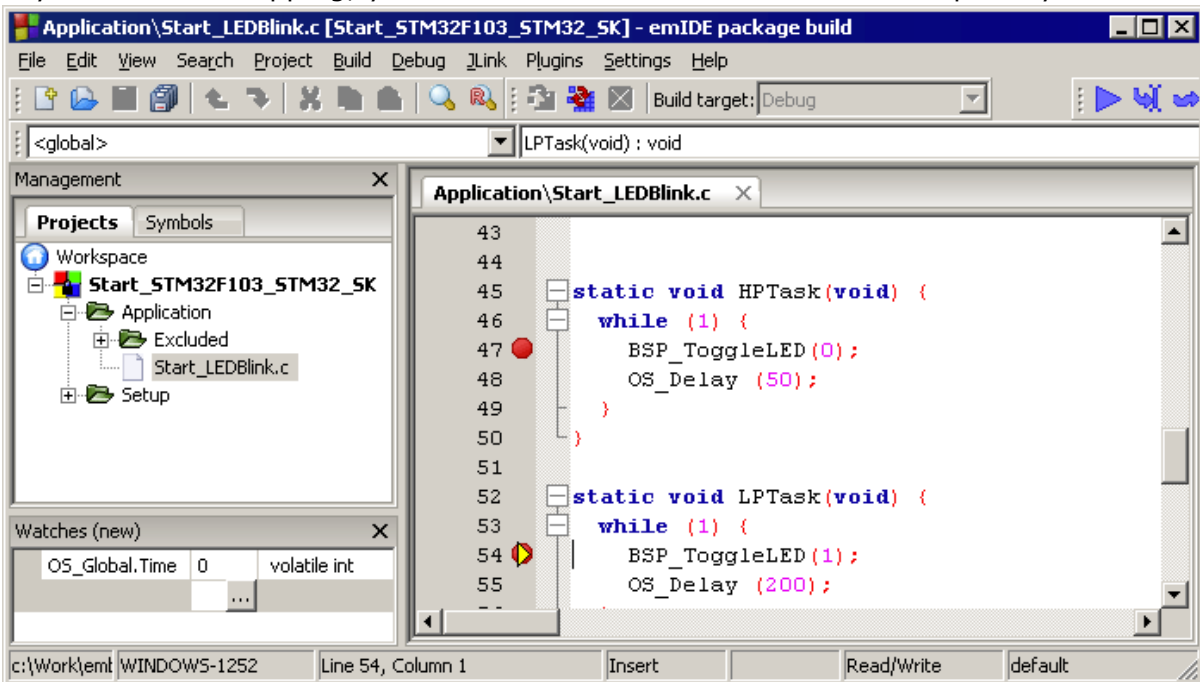 Application\Start_LEDBlink.c [Start_STM32F103_STM32_SK] - emIDE package build
File Edit View Search Project Build Debug JLink Plugins Settings Help
Build target: Debug
<global> LPTask(void) : void
Management
Application\Start_LEDBlink.c
Projects Symbols
Workspace
Start_STM32F103_STM32_SK
Application
Excluded
Start_LEDBlink.c
Setup
43
44
45 static void HPTask(void) {
46 while (1) {
47 BSP_ToggleLED(0);
48 OS_Delay (50);
49 }
50 }
51
52 static void LPTask(void) {
53 while (1) {
54 BSP_ToggleLED(1);
55 OS_Delay (200);
Watches (new)
OS_Global.Time 0 volatile int
...
WINDOWS-1252 Line 54, Column 1 Insert Read/Write default